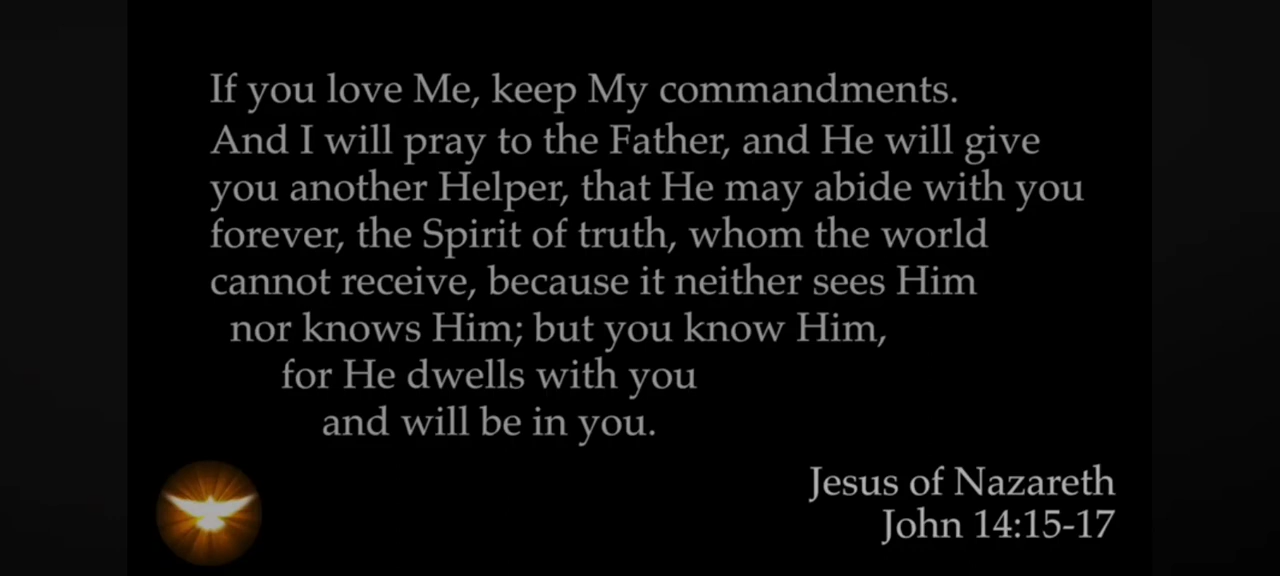 If you love Me, keep My commandments.
And I will pray to the Father, and He will give
you another Helper, that He may abide with you
forever, the Spirit of truth, whom the world
cannot receive, because it neither sees Him
nor knows Him; but you know Him,
for He dwells with you
and will be in you.
Jesus of Nazareth
John 14:15-17